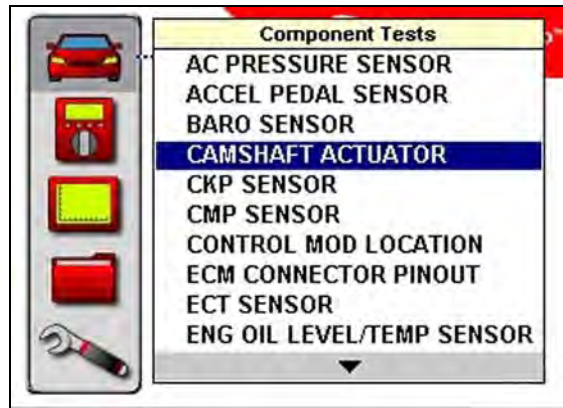 Component Tests
AC PRESSURE SENSOR
ACCEL PEDAL SENSOR
BARO SENSOR
CAMSHAFT ACTUATOR
CKP SENSOR
CMP SENSOR
CONTROL MOD LOCATION
ECM CONNECTOR PINOUT
ECT SENSOR
ENG OIL LEVEL/TEMP SENSOR